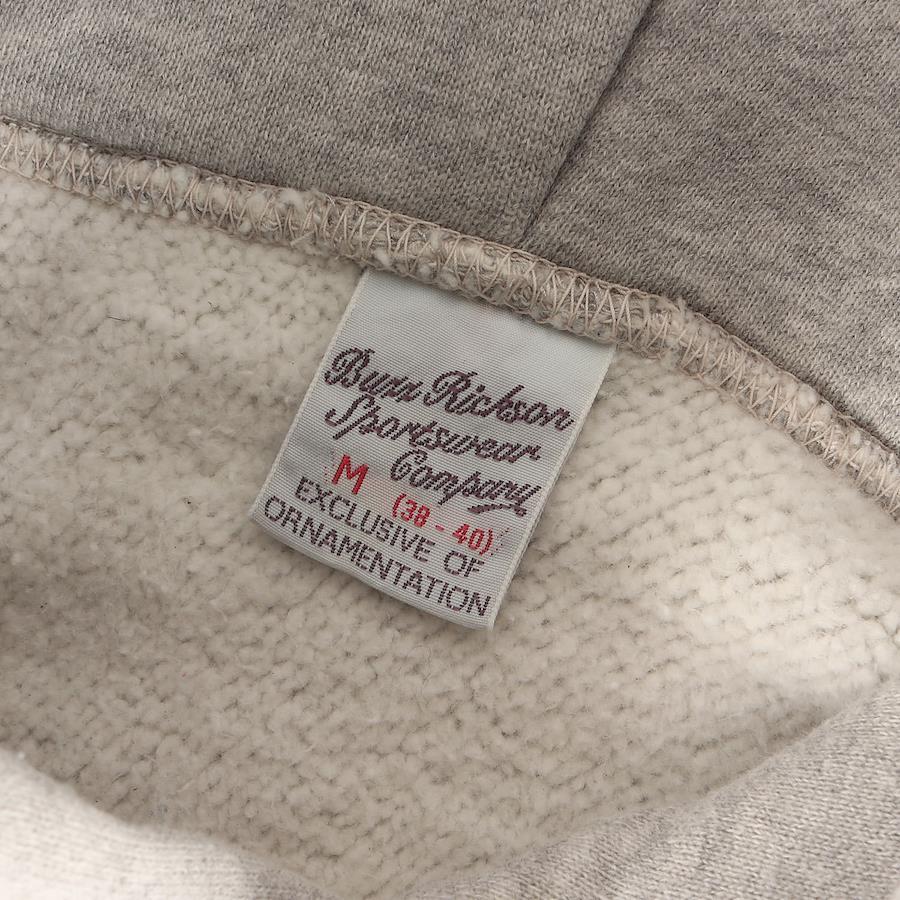 Buzz Rickson
Sportswear
Company
M (38 - 40)
EXCLUSIVE OF
ORNAMENTATION